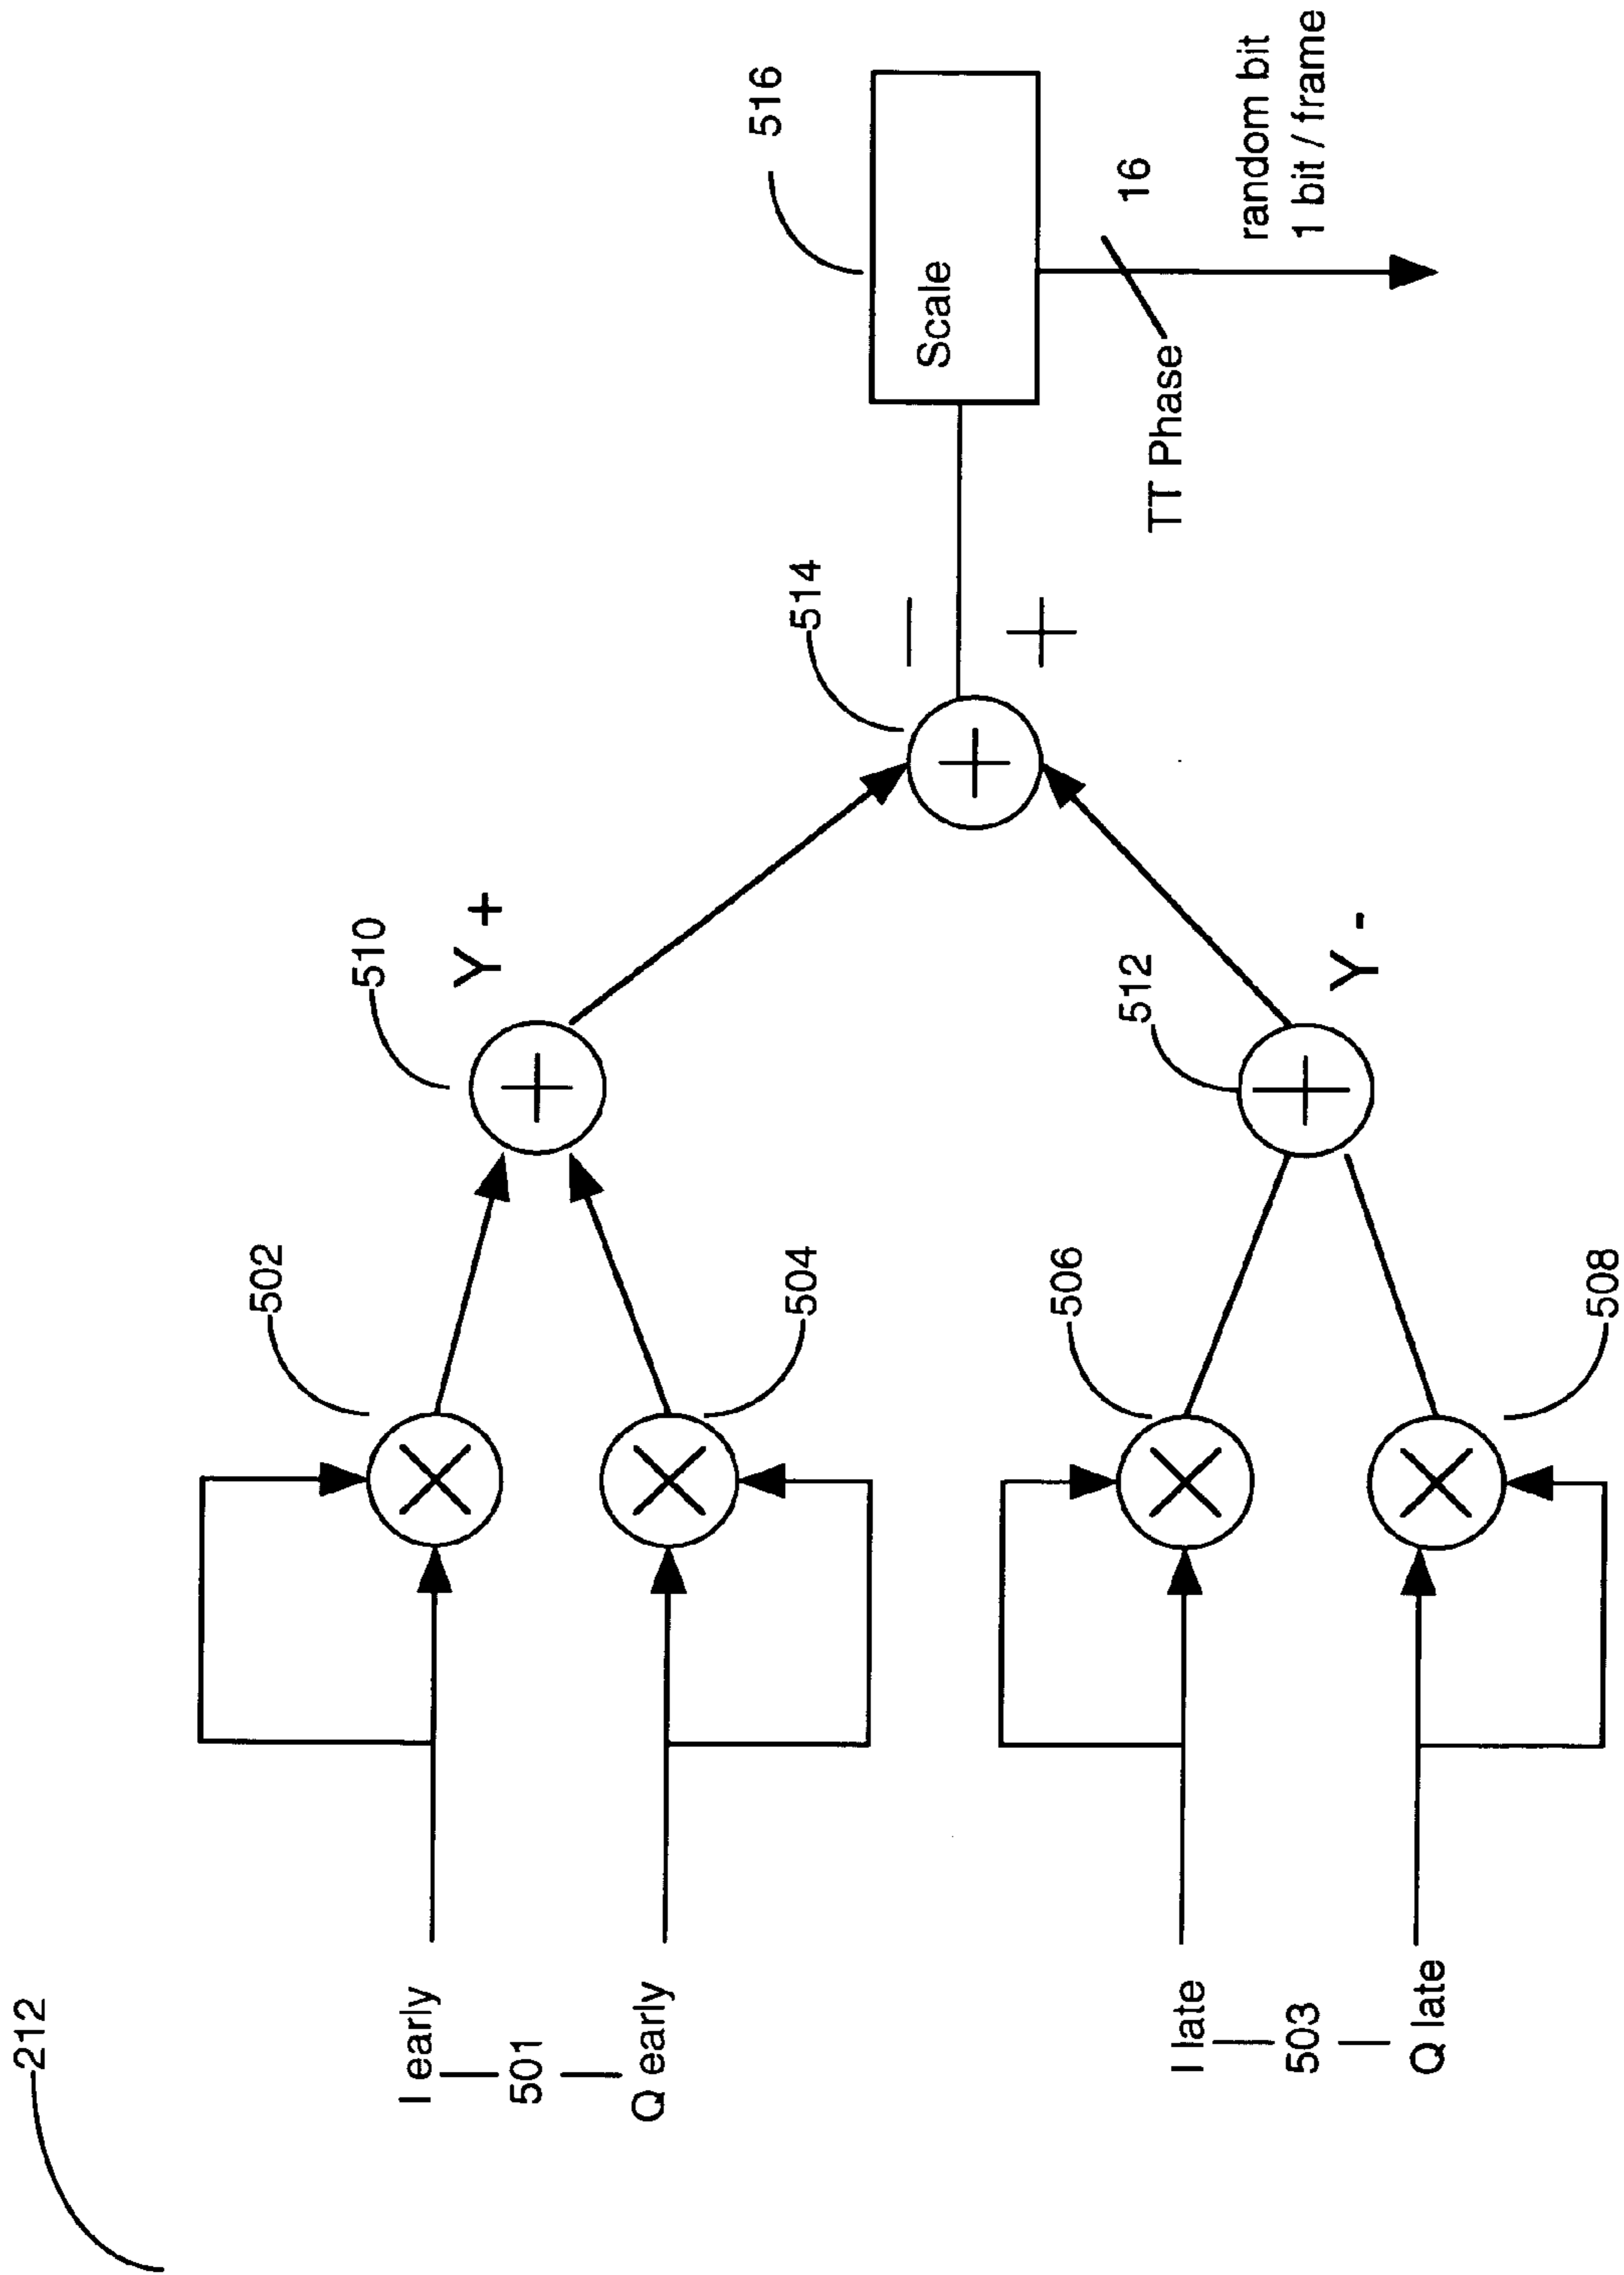 212
I early
501
Q early
I late
503
Q late
502
504
506
508
510
Y +
512
Y -
514
−
+
516
Scale
TT Phase
16
random bit
1 bit / frame